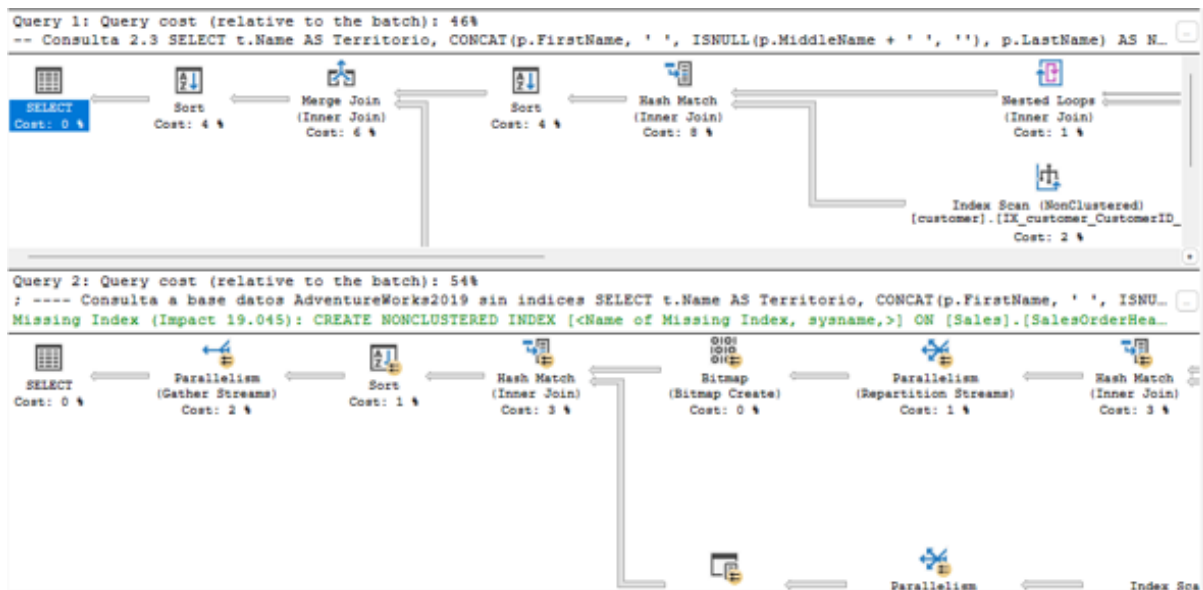 Query 1: Query cost (relative to the batch): 46%
-- Consulta 2.3 SELECT t.Name AS Territorio, CONCAT(p.FirstName, ' ', ISNULL(p.MiddleName + ' ', ''), p.LastName) AS N…
SELECT
Cost: 0 %
Sort
Cost: 4 %
Merge Join
(Inner Join)
Cost: 6 %
Sort
Cost: 4 %
Hash Match
(Inner Join)
Cost: 8 %
Nested Loops
(Inner Join)
Cost: 1 %
Index Scan (NonClustered)
[customer].[IX_customer_CustomerID_
Cost: 2 %
Query 2: Query cost (relative to the batch): 54%
; ---- Consulta a base datos AdventureWorks2019 sin indices SELECT t.Name AS Territorio, CONCAT(p.FirstName, ' ', ISNU…
Missing Index (Impact 19.045): CREATE NONCLUSTERED INDEX [<Name of Missing Index, sysname,>] ON [Sales].[SalesOrderHea…
SELECT
Cost: 0 %
Parallelism
(Gather Streams)
Cost: 2 %
Sort
Cost: 1 %
Hash Match
(Inner Join)
Cost: 3 %
Bitmap
(Bitmap Create)
Cost: 0 %
Parallelism
(Repartition Streams)
Cost: 1 %
Hash Match
(Inner Join)
Cost: 3 %
Parallelism
Index Sca